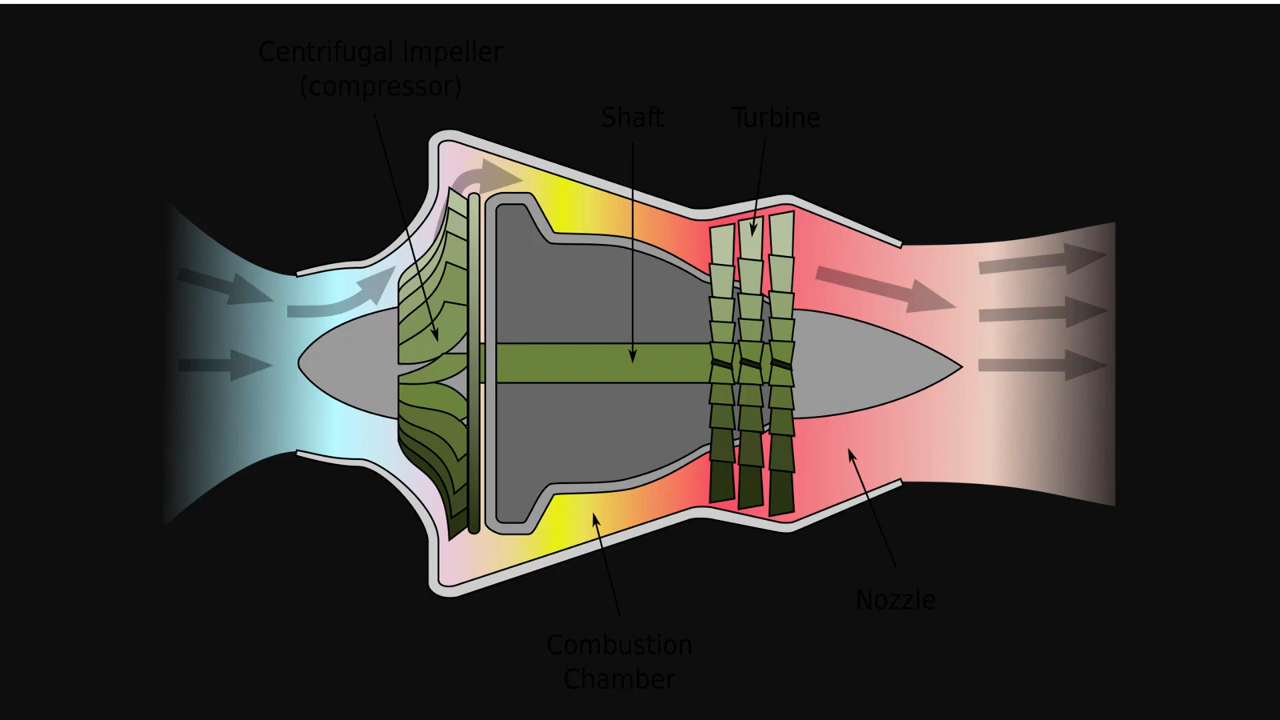 Centrifugal impeller
(compressor)
Shaft
Turbine
Nozzle
Combustion
Chamber